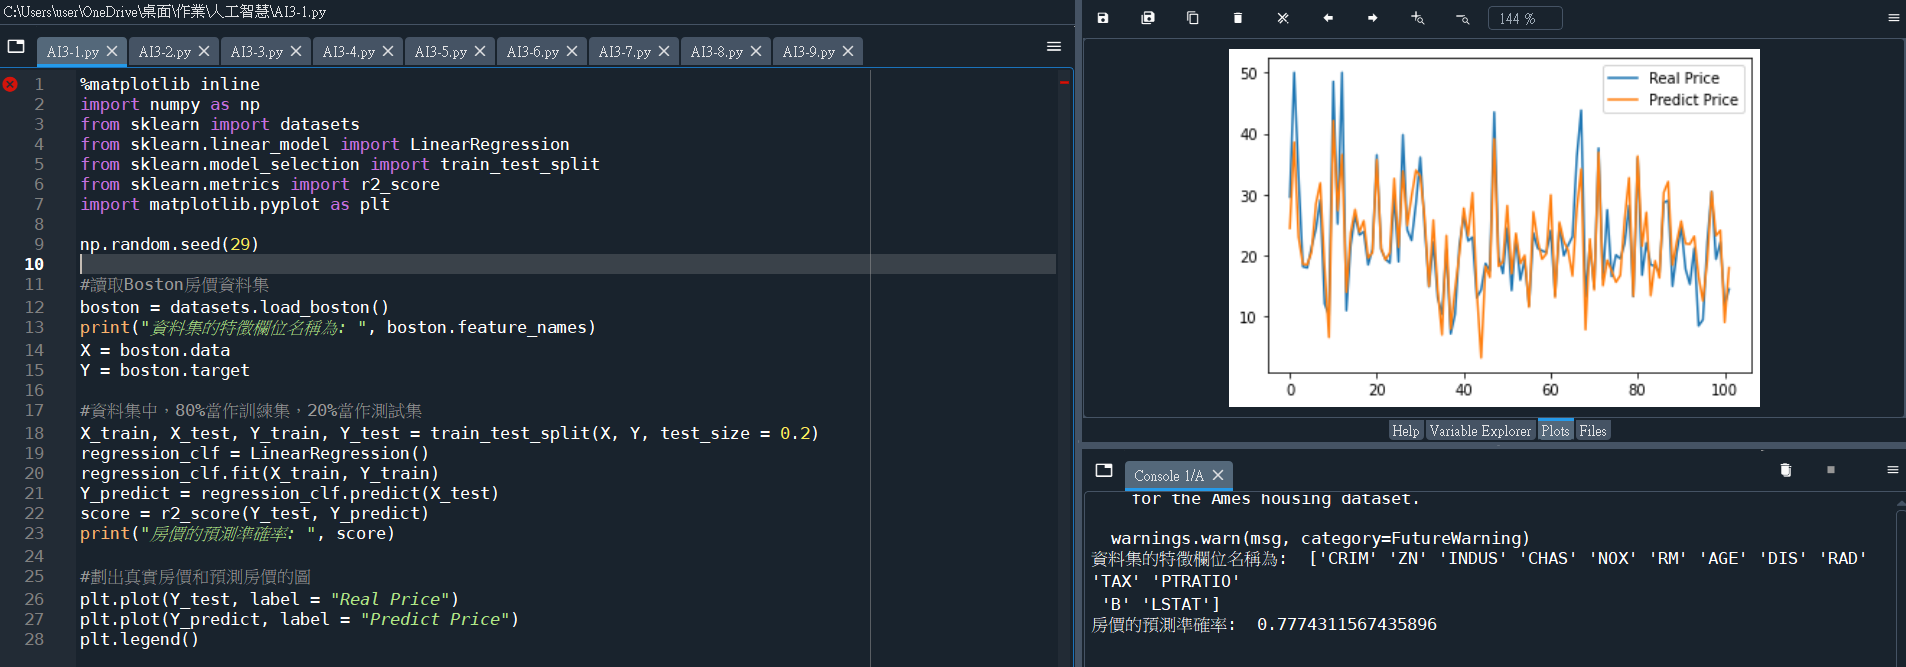 C:\Users\user\OneDrive\桌面\作業\人工智慧\AI3-1.py
AI3-1.py AI3-2.py AI3-3.py AI3-4.py AI3-5.py AI3-6.py AI3-7.py AI3-8.py AI3-9.py
1 %matplotlib inline
2 import numpy as np
3 from sklearn import datasets
4 from sklearn.linear_model import LinearRegression
5 from sklearn.model_selection import train_test_split
6 from sklearn.metrics import r2_score
7 import matplotlib.pyplot as plt
8
9 np.random.seed(29)
10
11 #讀取Boston房價資料集
12 boston = datasets.load_boston()
13 print("資料集的特徵欄位名稱為: ", boston.feature_names)
14 X = boston.data
15 Y = boston.target
16
17 #資料集中，80%當作訓練集，20%當作測試集
18 X_train, X_test, Y_train, Y_test = train_test_split(X, Y, test_size = 0.2)
19 regression_clf = LinearRegression()
20 regression_clf.fit(X_train, Y_train)
21 Y_predict = regression_clf.predict(X_test)
22 score = r2_score(Y_test, Y_predict)
23 print("房價的預測準確率: ", score)
24
25 #劃出真實房價和預測房價的圖
26 plt.plot(Y_test, label = "Real Price")
27 plt.plot(Y_predict, label = "Predict Price")
28 plt.legend()
144 %
Real Price
Predict Price
50
40
30
20
10
0 20 40 60 80 100
Help Variable Explorer Plots Files
Console 1/A
for the Ames housing dataset.
warnings.warn(msg, category=FutureWarning)
資料集的特徵欄位名稱為:  ['CRIM' 'ZN' 'INDUS' 'CHAS' 'NOX' 'RM' 'AGE' 'DIS' 'RAD'
'TAX' 'PTRATIO'
'B' 'LSTAT']
房價的預測準確率:  0.7774311567435896